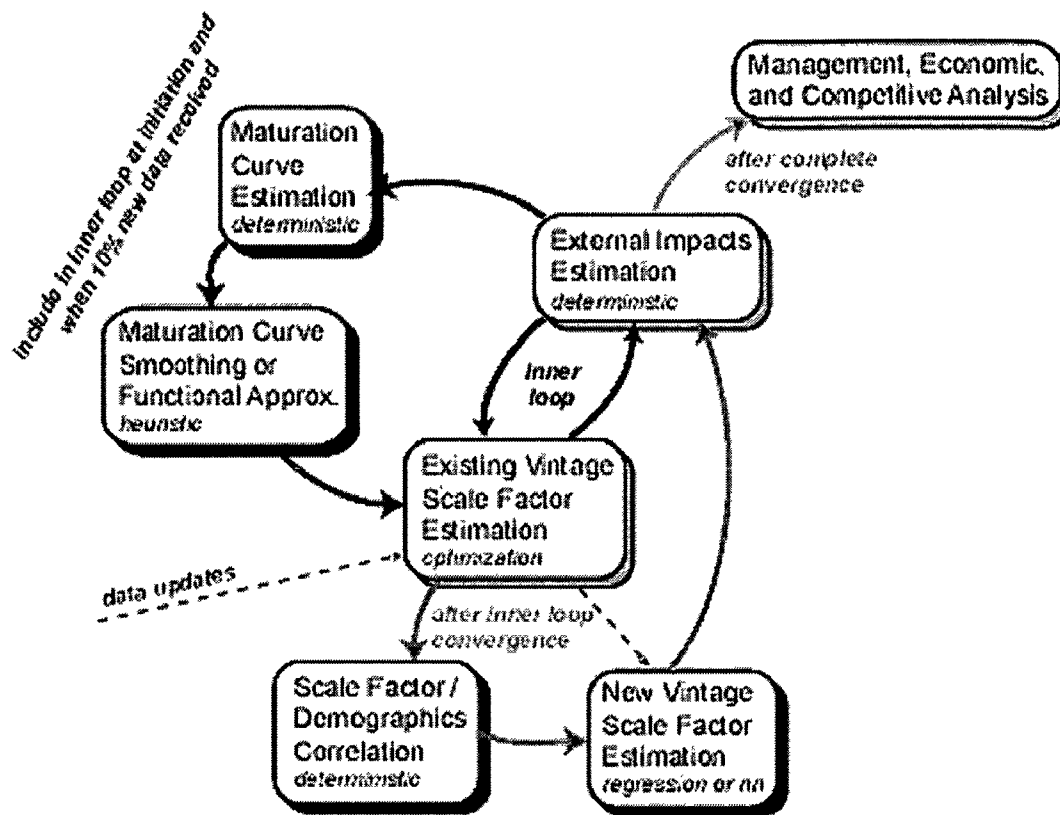 Include in inner loop at initiation and
when 10% new data received
Management, Economic,
and Competitive Analysis
after complete
convergence
Maturation
Curve
Estimation
deterministic
External Impacts
Estimation
deterministic
Maturation Curve
Smoothing or
Functional Approx.
heuristic
Inner
loop
Existing Vintage
Scale Factor
Estimation
optimization
data updates
after inner loop
convergence
Scale Factor /
Demographics
Correlation
deterministic
New Vintage
Scale Factor
Estimation
regression or nn